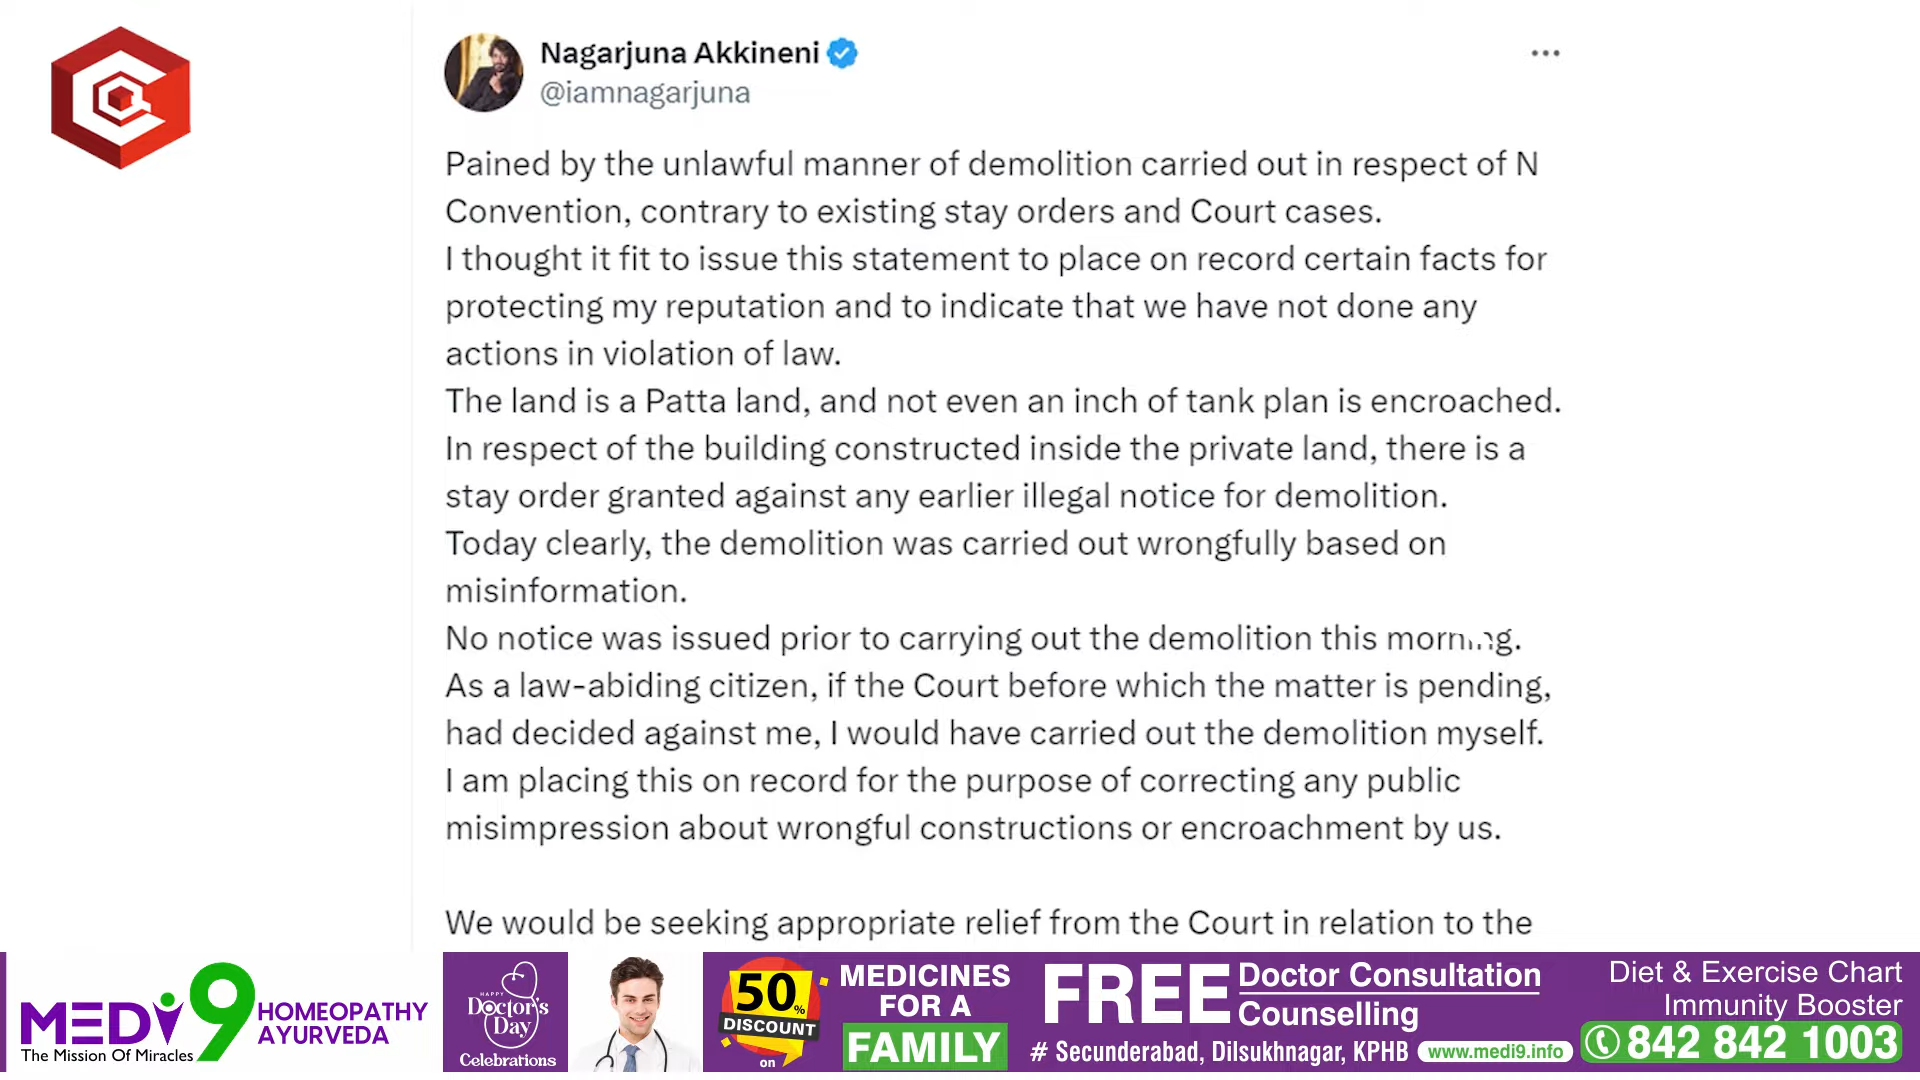 Nagarjuna Akkineni
@iamnagarjuna
Pained by the unlawful manner of demolition carried out in respect of N
Convention, contrary to existing stay orders and Court cases.
I thought it fit to issue this statement to place on record certain facts for
protecting my reputation and to indicate that we have not done any
actions in violation of law.
The land is a Patta land, and not even an inch of tank plan is encroached.
In respect of the building constructed inside the private land, there is a
stay order granted against any earlier illegal notice for demolition.
Today clearly, the demolition was carried out wrongfully based on
misinformation.
No notice was issued prior to carrying out the demolition this morning.
As a law-abiding citizen, if the Court before which the matter is pending,
had decided against me, I would have carried out the demolition myself.
I am placing this on record for the purpose of correcting any public
misimpression about wrongful constructions or encroachment by us.
We would be seeking appropriate relief from the Court in relation to the
MEDi9
HOMEOPATHY
AYURVEDA
The Mission Of Miracles
HAPPY
Doctor's
Day
Celebrations
50%
DISCOUNT
on
MEDICINES
FOR A
FAMILY
FREE
Doctor Consultation
Counselling
# Secunderabad, Dilsukhnagar, KPHB
www.medi9.info
Diet & Exercise Chart
Immunity Booster
842 842 1003